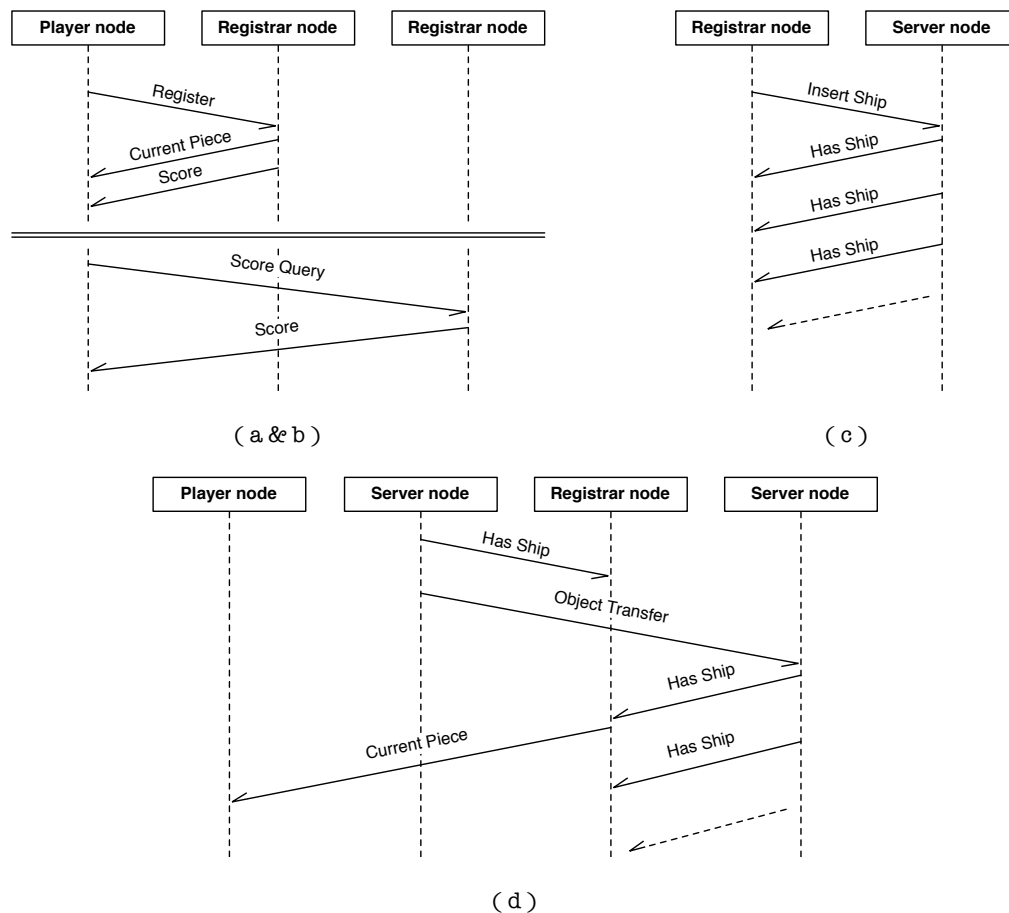 Player node Registrar node Registrar node
Register
Current Piece
Score
Score Query
Score
(a&b)
Registrar node Server node
Insert Ship
Has Ship
Has Ship
Has Ship
(c)
Player node Server node Registrar node Server node
Has Ship
Object Transfer
Has Ship
Current Piece
Has Ship
(d)